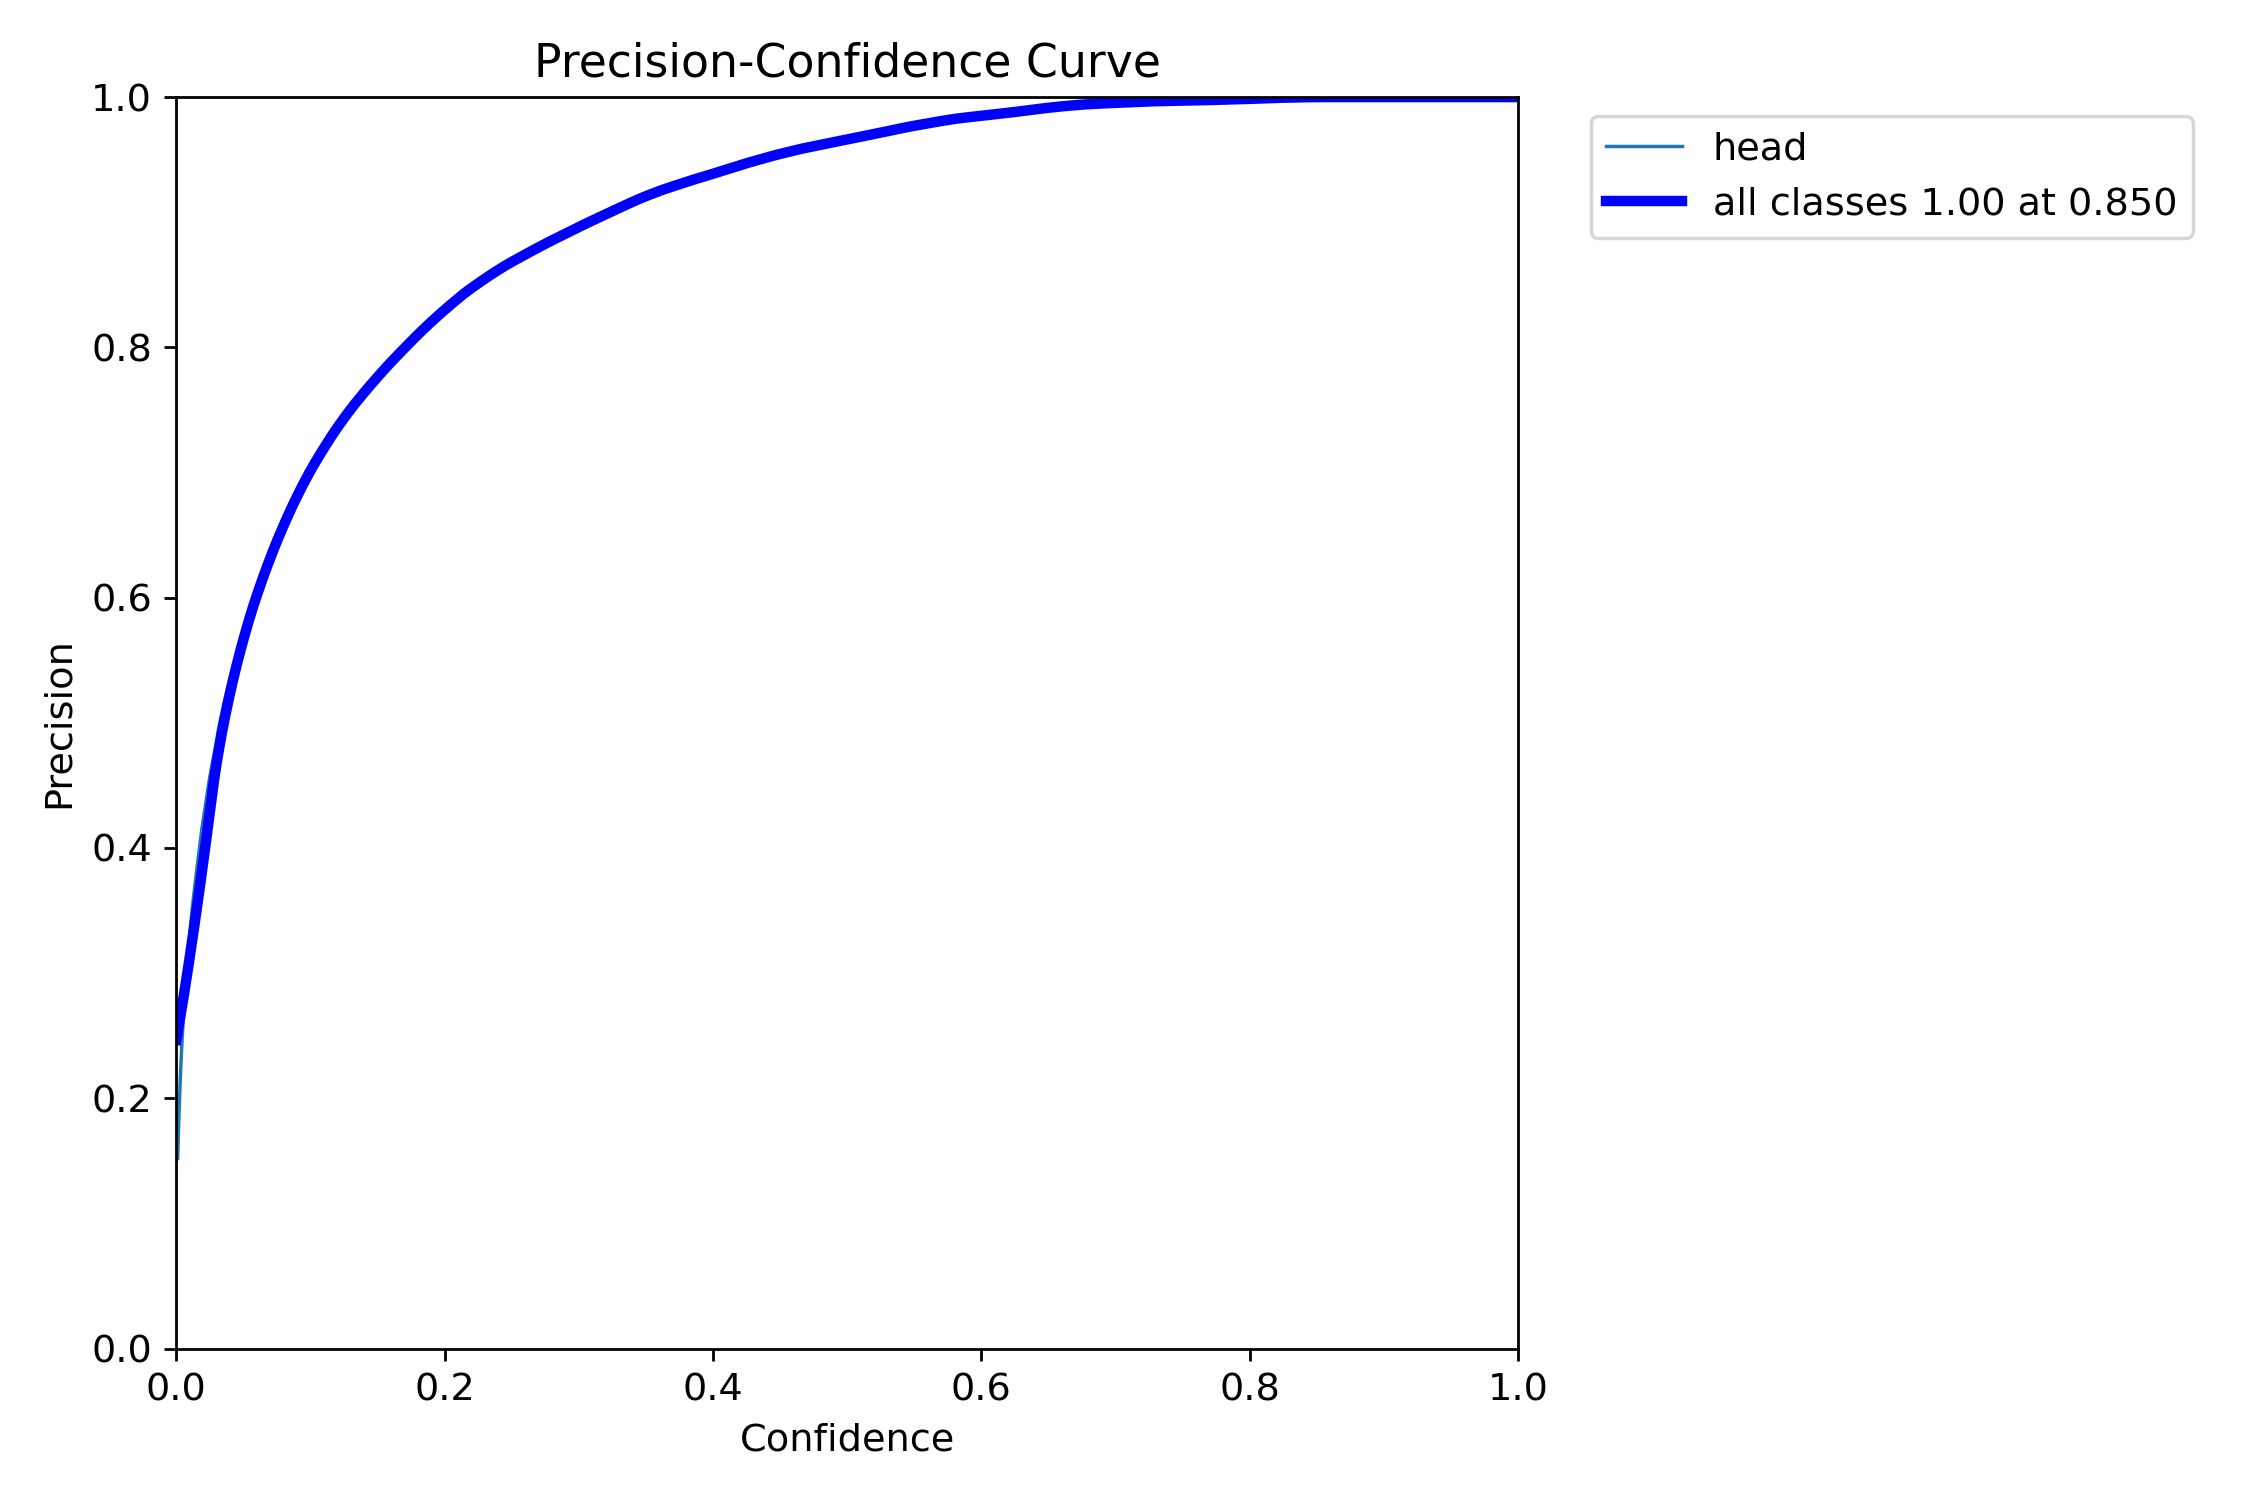 Precision-Confidence Curve
1.0
0.8
0.6
0.4
0.2
0.0
Precision
0.0 0.2 0.4 0.6 0.8 1.0
Confidence
head
all classes 1.00 at 0.850